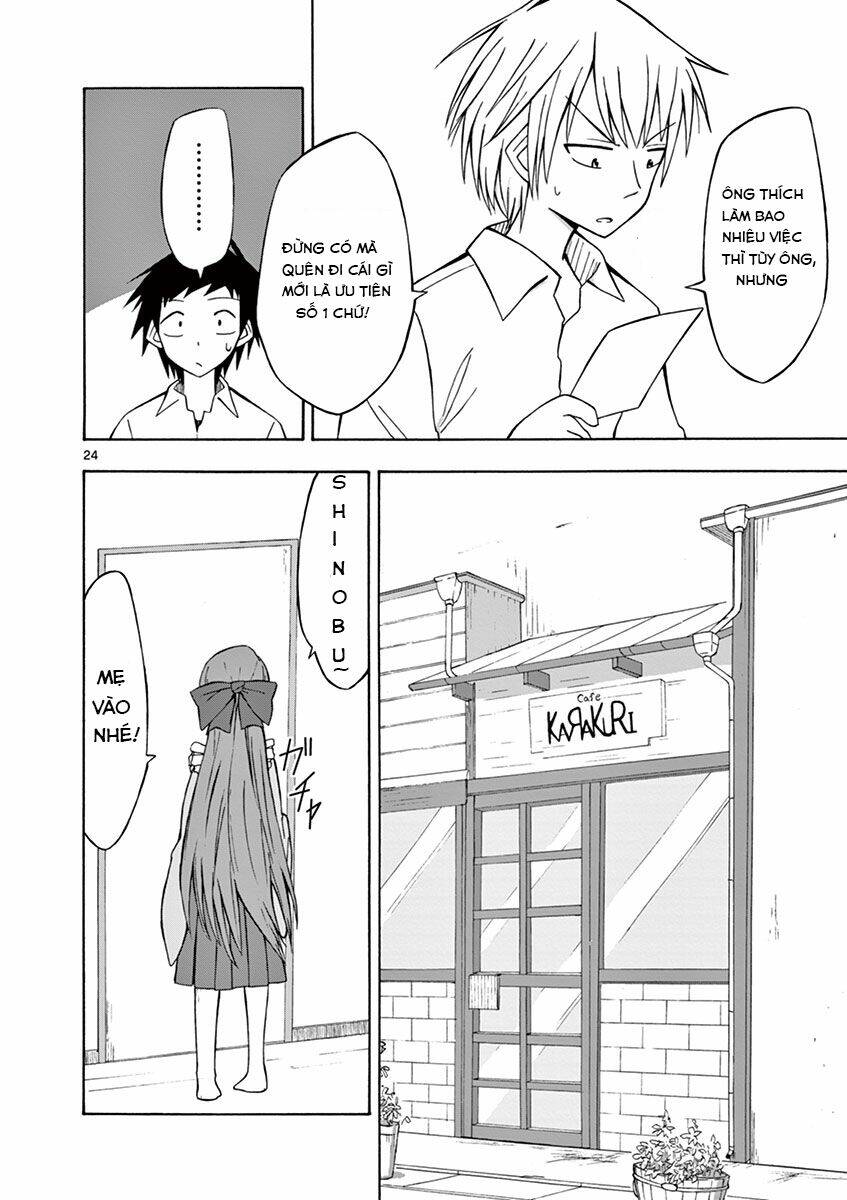 ÔNG THÍCH
LÀM BAO
NHIÊU VIỆC
THÌ TÙY ÔNG,
NHƯNG
ĐỪNG CÓ MÀ
QUÊN ĐI CÁI GÌ
MỚI LÀ ƯU TIÊN
SỐ 1 CHỨ!
.........
24
Cafe
KARAKURI
SHINOBU~
ガチャ
MẸ
VÀO
NHÉ!